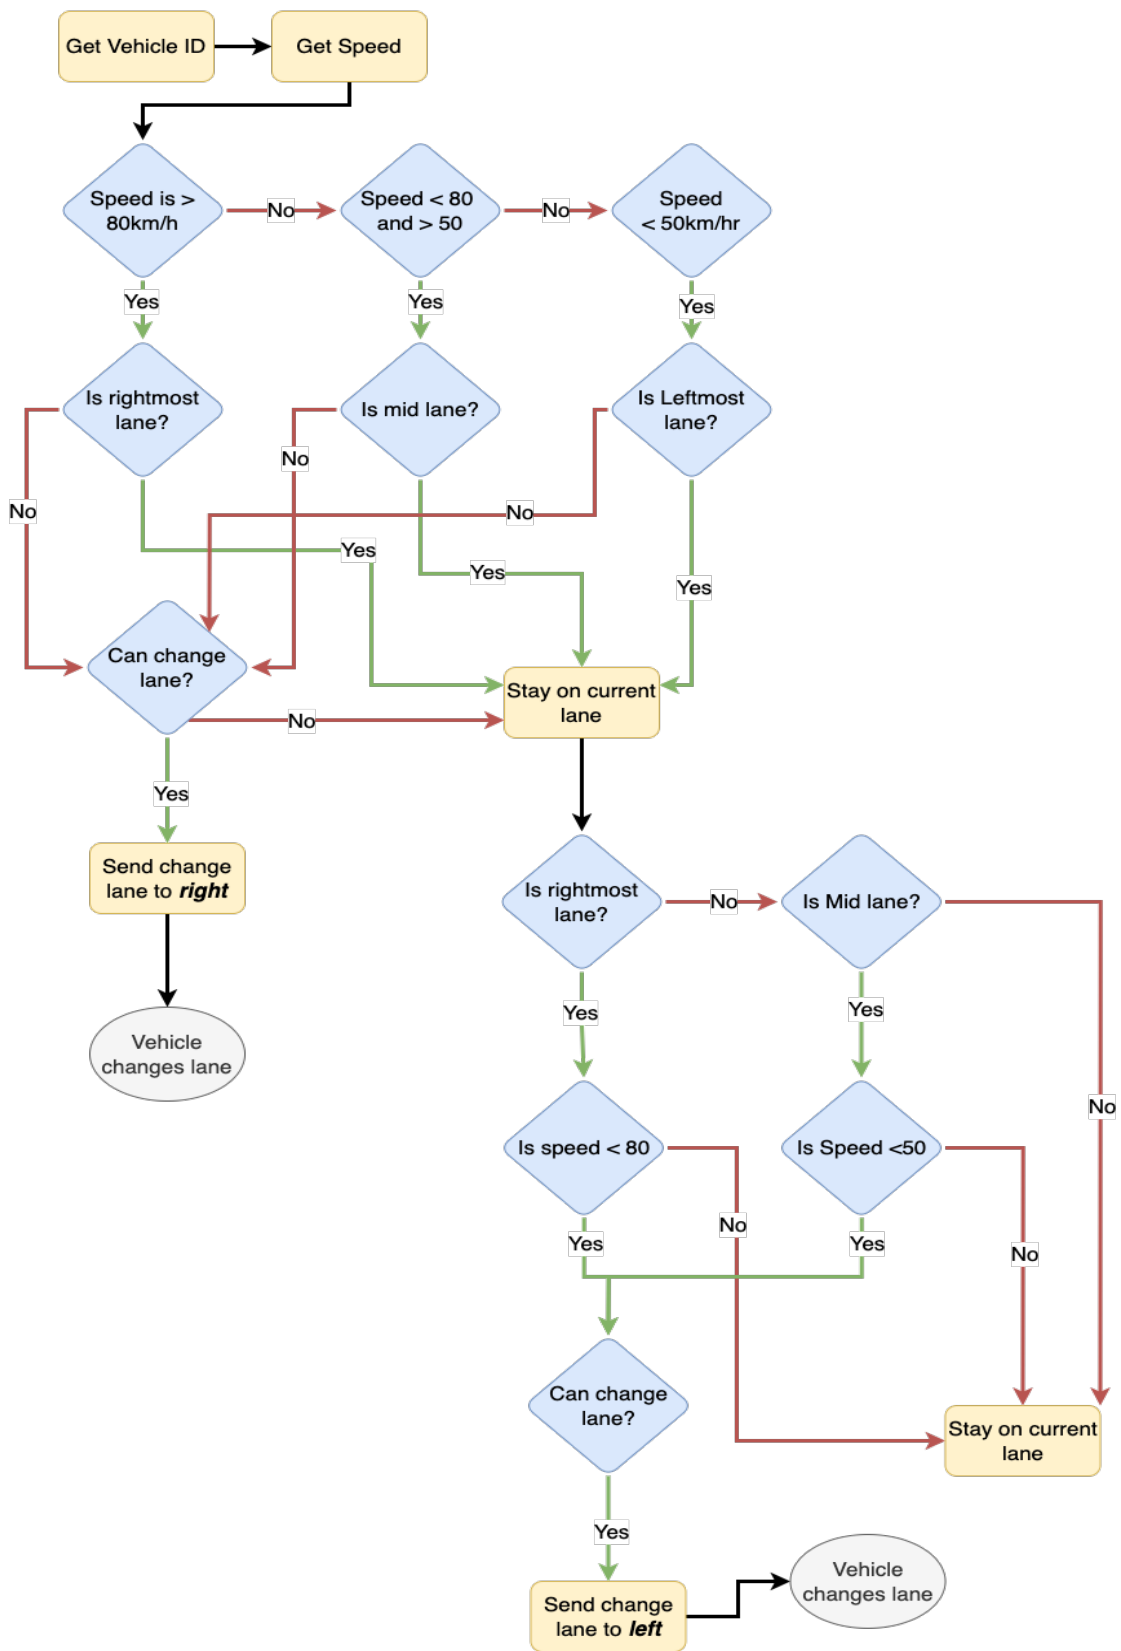 Get Vehicle ID
Get Speed
Speed is >
80km/h
No
Speed < 80
and > 50
No
Speed
< 50km/hr
Yes
Yes
Yes
Is rightmost
lane?
Is mid lane?
Is Leftmost
lane?
No
No
No
Yes
Yes
Yes
Can change
lane?
No
Stay on current
lane
Yes
Send change
lane to right
Is rightmost
lane?
No
Is Mid lane?
Vehicle
changes lane
Yes
Yes
No
Is speed < 80
Is Speed <50
No
No
Yes
Yes
Can change
lane?
Stay on current
lane
Yes
Send change
lane to left
Vehicle
changes lane